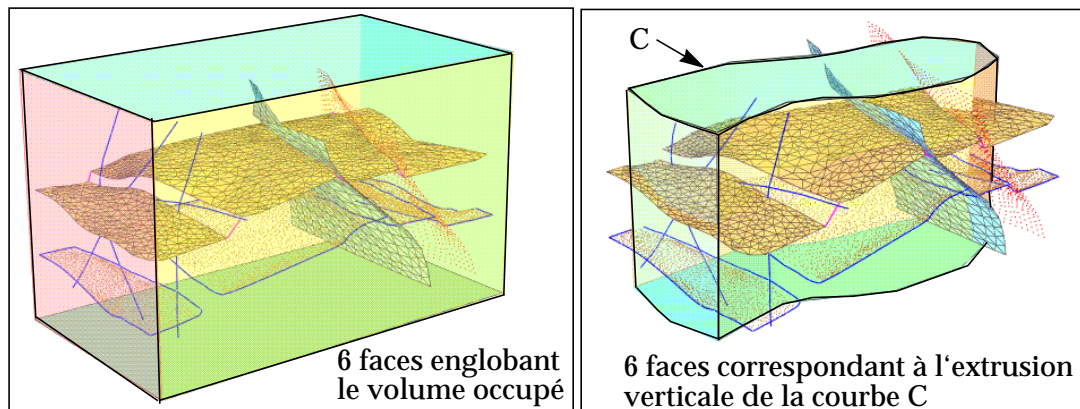 6 faces englobant
le volume occupé
C
6 faces correspondant à l‘extrusion
verticale de la courbe C